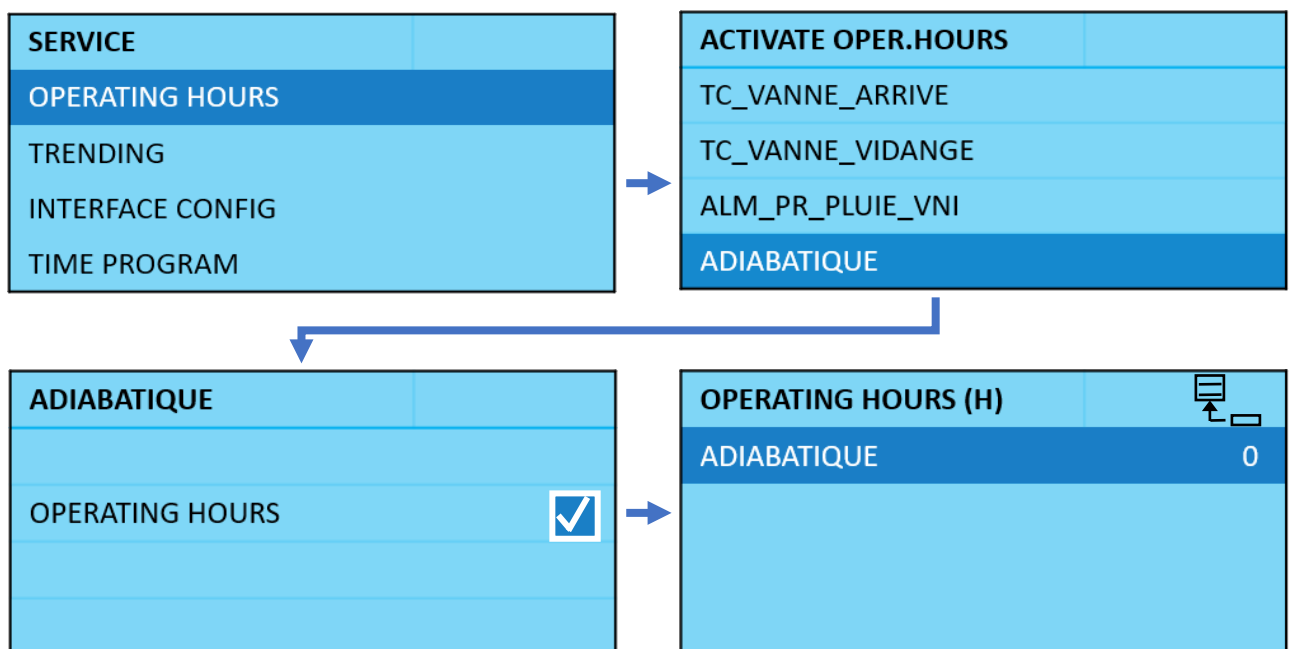 SERVICE
OPERATING HOURS
TRENDING
INTERFACE CONFIG
TIME PROGRAM
ACTIVATE OPER.HOURS
TC_VANNE_ARRIVE
TC_VANNE_VIDANGE
ALM_PR_PLUIE_VNI
ADIABATIQUE
ADIABATIQUE
OPERATING HOURS
OPERATING HOURS (H)
ADIABATIQUE 0